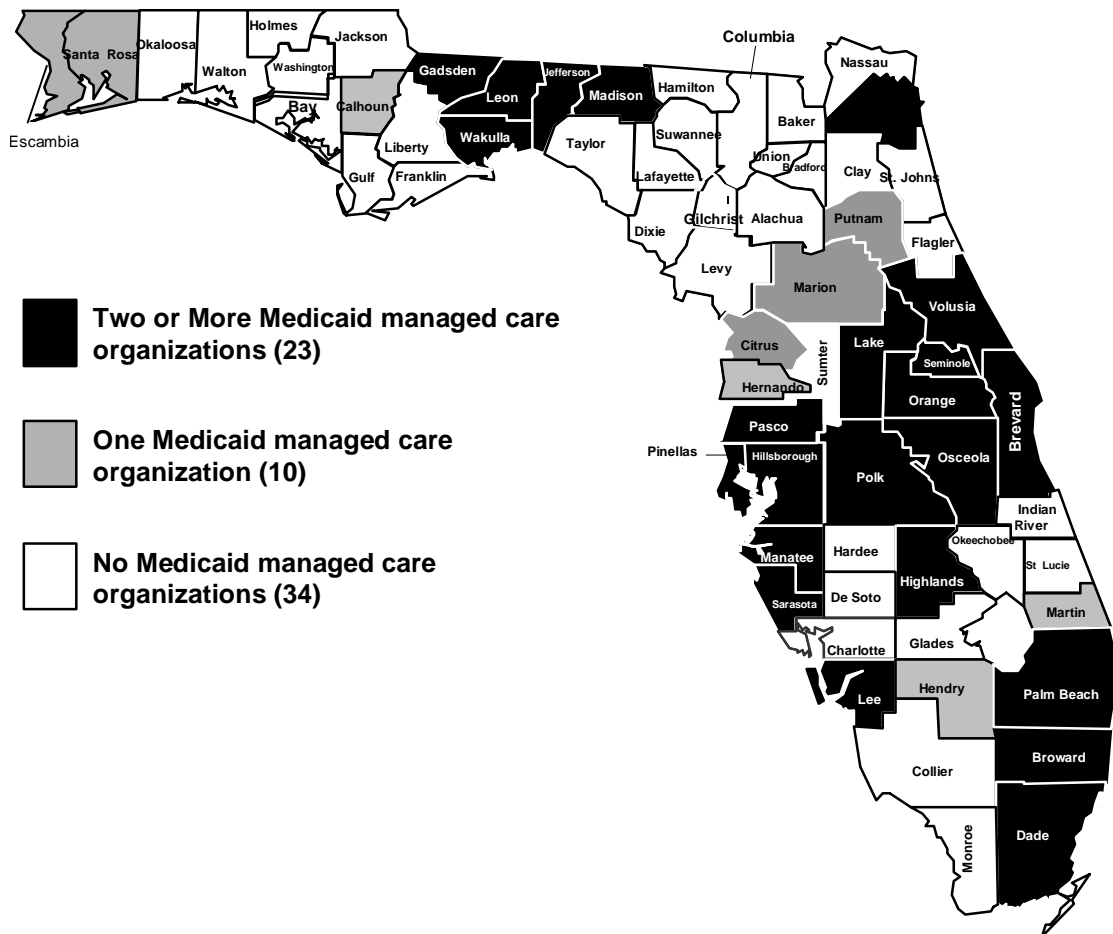 Holmes
Jackson
Columbia
Santa Rosa
Okaloosa
Walton
Washington
Nassau
Gadsden
Jefferson
Hamilton
Leon
Madison
Bay
Calhoun
Baker
Escambia
Wakulla
Suwannee
Liberty
Taylor
Union
Bradford
Clay
St. Johns
Gulf
Franklin
Lafayette
Gilchrist
Alachua
Putnam
Dixie
Flagler
Levy
Marion
Volusia
Two or More Medicaid managed care
organizations (23)
Citrus
Sumter
Lake
Seminole
Hernando
Orange
Brevard
Pasco
One Medicaid managed care
organization (10)
Pinellas
Hillsborough
Osceola
Polk
Indian
River
Okeechobee
Hardee
Manatee
St Lucie
No Medicaid managed care
organizations (34)
Highlands
Sarasota
De Soto
Martin
Charlotte
Glades
Lee
Hendry
Palm Beach
Broward
Collier
Dade
Monroe